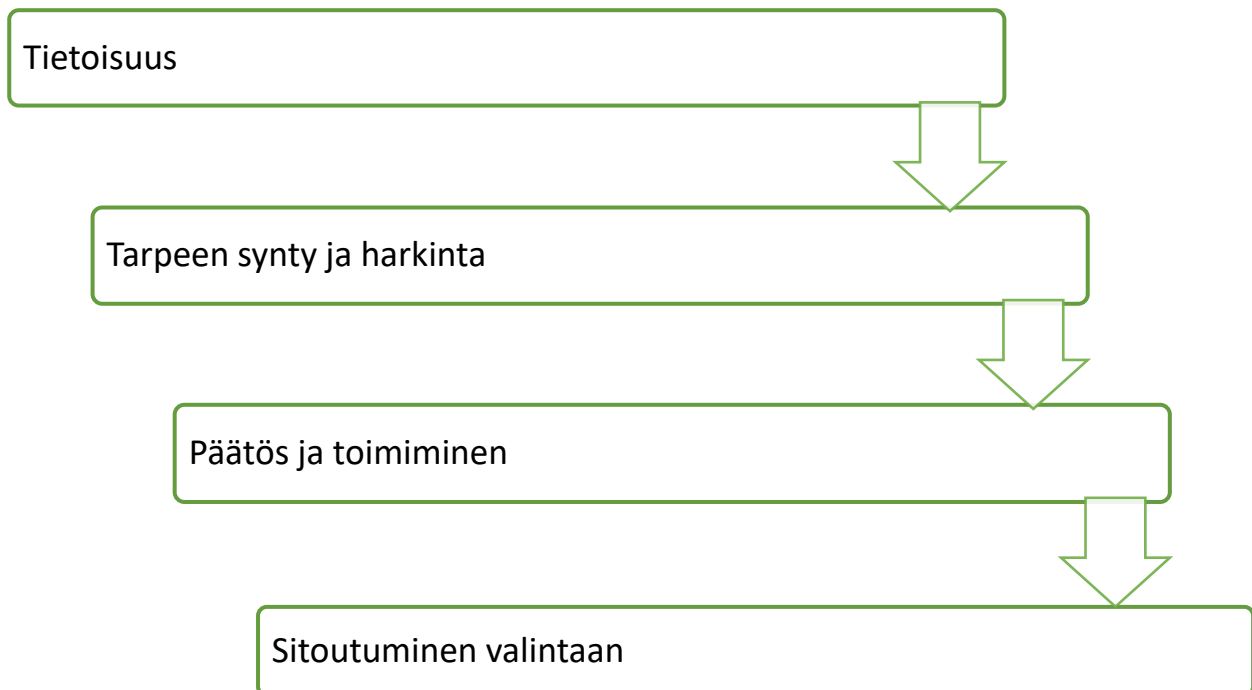 Tietoisuus
Tarpeen synty ja harkinta
Päätös ja toimiminen
Sitoutuminen valintaan